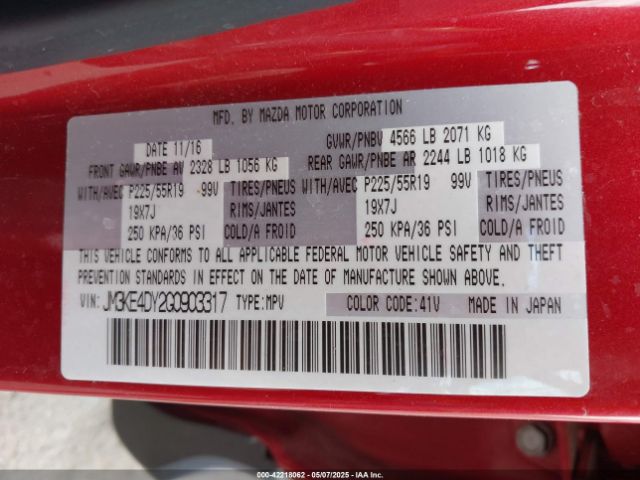 MFD. BY MAZDA MOTOR CORPORATION
DATE 11/16 GVWR/PNBV 4566 LB 2071 KG
FRONT GAWR/PNBE AV 2328 LB 1056 KG REAR GAWR/PNBE AR 2244 LB 1018 KG
WITH/AVEC P225/55R19 99V TIRES/PNEUS WITH/AVEC P225/55R19 99V TIRES/PNEUS
19X7J RIMS/JANTES 19X7J RIMS/JANTES
250 KPA/36 PSI COLD/A FROID 250 KPA/36 PSI COLD/A FROID
THIS VEHICLE CONFORMS TO ALL APPLICABLE FEDERAL MOTOR VEHICLE SAFETY AND THEFT
PREVENTION STANDARDS IN EFFECT ON THE DATE OF MANUFACTURE SHOWN ABOVE.
VIN: JM3KE4DY2G0903317 TYPE:MPV COLOR CODE:41V MADE IN JAPAN
000-42218062 - 05/07/2025 - IAAI Inc.